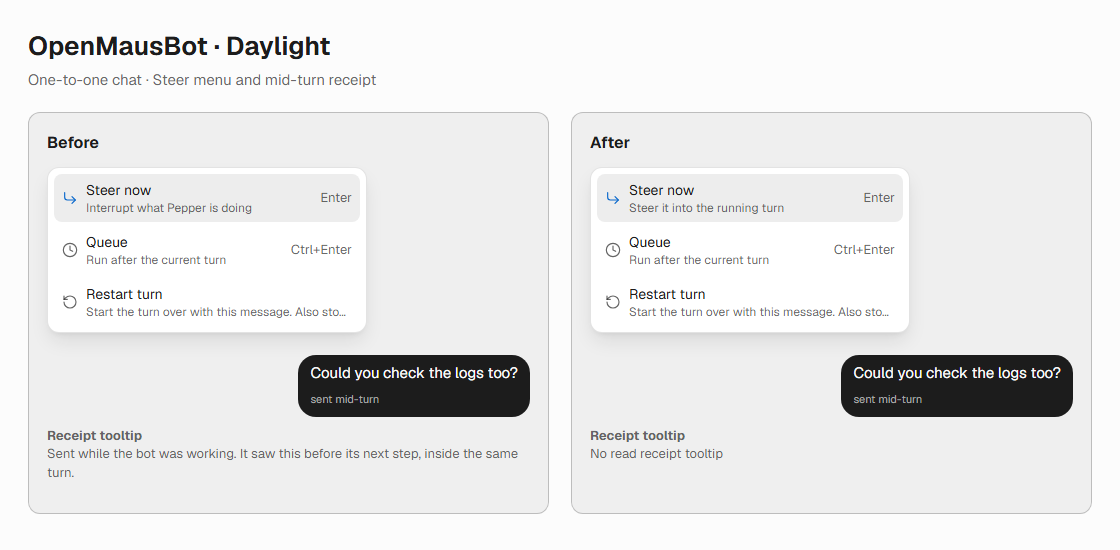 OpenMausBot · Daylight
One-to-one chat · Steer menu and mid-turn receipt
Before
Steer now
Interrupt what Pepper is doing
Enter
Queue
Run after the current turn
Ctrl+Enter
Restart turn
Start the turn over with this message. Also sto...
Could you check the logs too?
sent mid-turn
Receipt tooltip
Sent while the bot was working. It saw this before its next step, inside the same
turn.
After
Steer now
Steer it into the running turn
Enter
Queue
Run after the current turn
Ctrl+Enter
Restart turn
Start the turn over with this message. Also sto...
Could you check the logs too?
sent mid-turn
Receipt tooltip
No read receipt tooltip